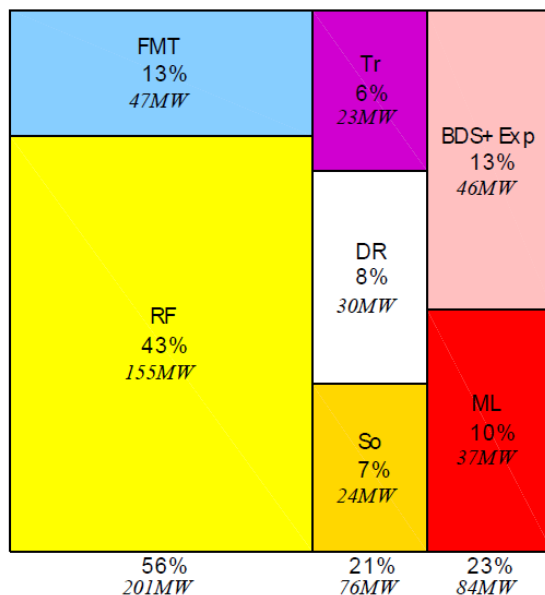 FMT
13%
47MW
RF
43%
155MW
Tr
6%
23MW
DR
8%
30MW
So
7%
24MW
BDS+ Exp
13%
46MW
ML
10%
37MW
56%
201MW
21%
76MW
23%
84MW